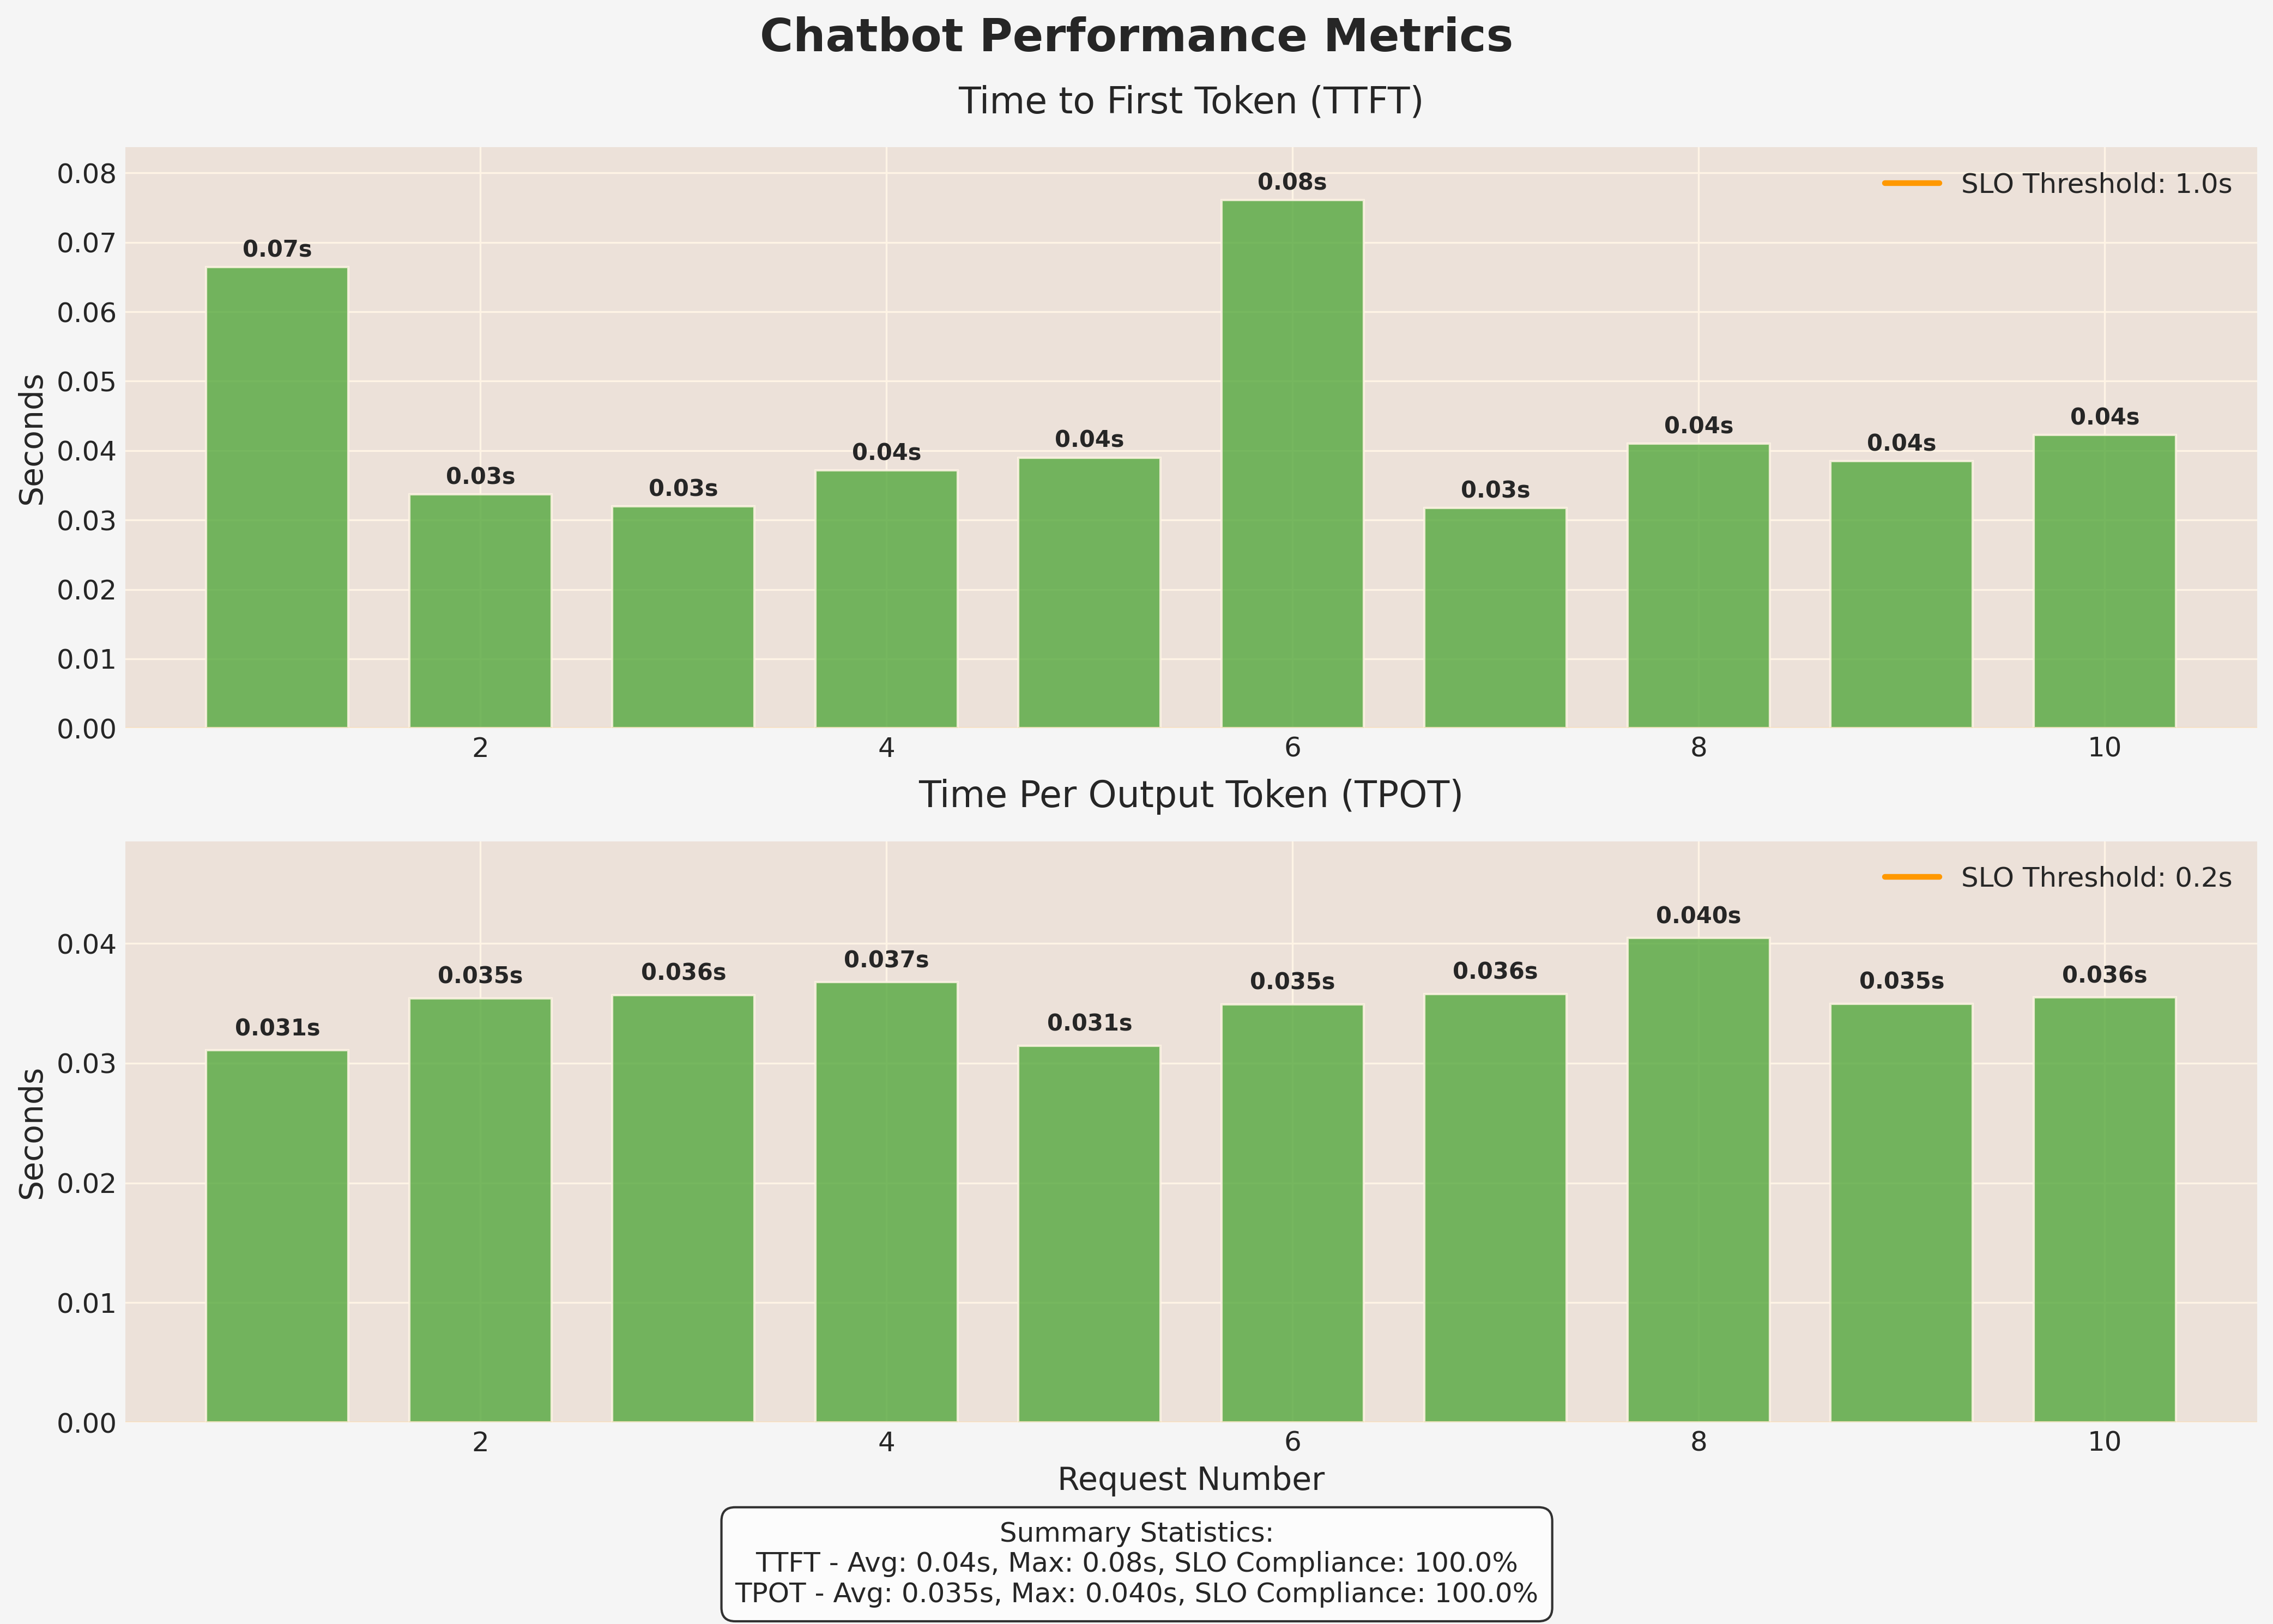 Chatbot Performance Metrics
Time to First Token (TTFT)
SLO Threshold: 1.0s
Seconds
0.08
0.07
0.06
0.05
0.04
0.03
0.02
0.01
0.00
0.07s
0.03s
0.03s
0.04s
0.04s
0.08s
0.03s
0.04s
0.04s
0.04s
2
4
6
8
10
Time Per Output Token (TPOT)
SLO Threshold: 0.2s
Seconds
0.04
0.03
0.02
0.01
0.00
0.031s
0.035s
0.036s
0.037s
0.031s
0.035s
0.036s
0.040s
0.035s
0.036s
2
4
6
8
10
Request Number
Summary Statistics:
TTFT - Avg: 0.04s, Max: 0.08s, SLO Compliance: 100.0%
TPOT - Avg: 0.035s, Max: 0.040s, SLO Compliance: 100.0%